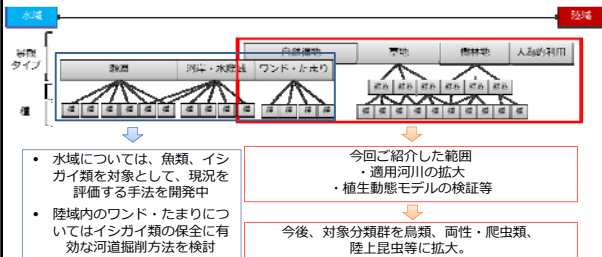 水域
陸域
景観
タイプ
自然裸地
草地
樹林地
人為的利用
瀬淵
河岸・水際域
ワンド・たまり
種
• 水域については、魚類、イシ
ガイ類を対象として、現況を
評価する手法を開発中
• 陸域内のワンド・たまりにつ
いてはイシガイ類の保全に有
効な河道掘削方法を検討
今回ご紹介した範囲
・適用河川の拡大
・植生動態モデルの検証等
今後、対象分類群を鳥類、両性・爬虫類、
陸上昆虫等に拡大。